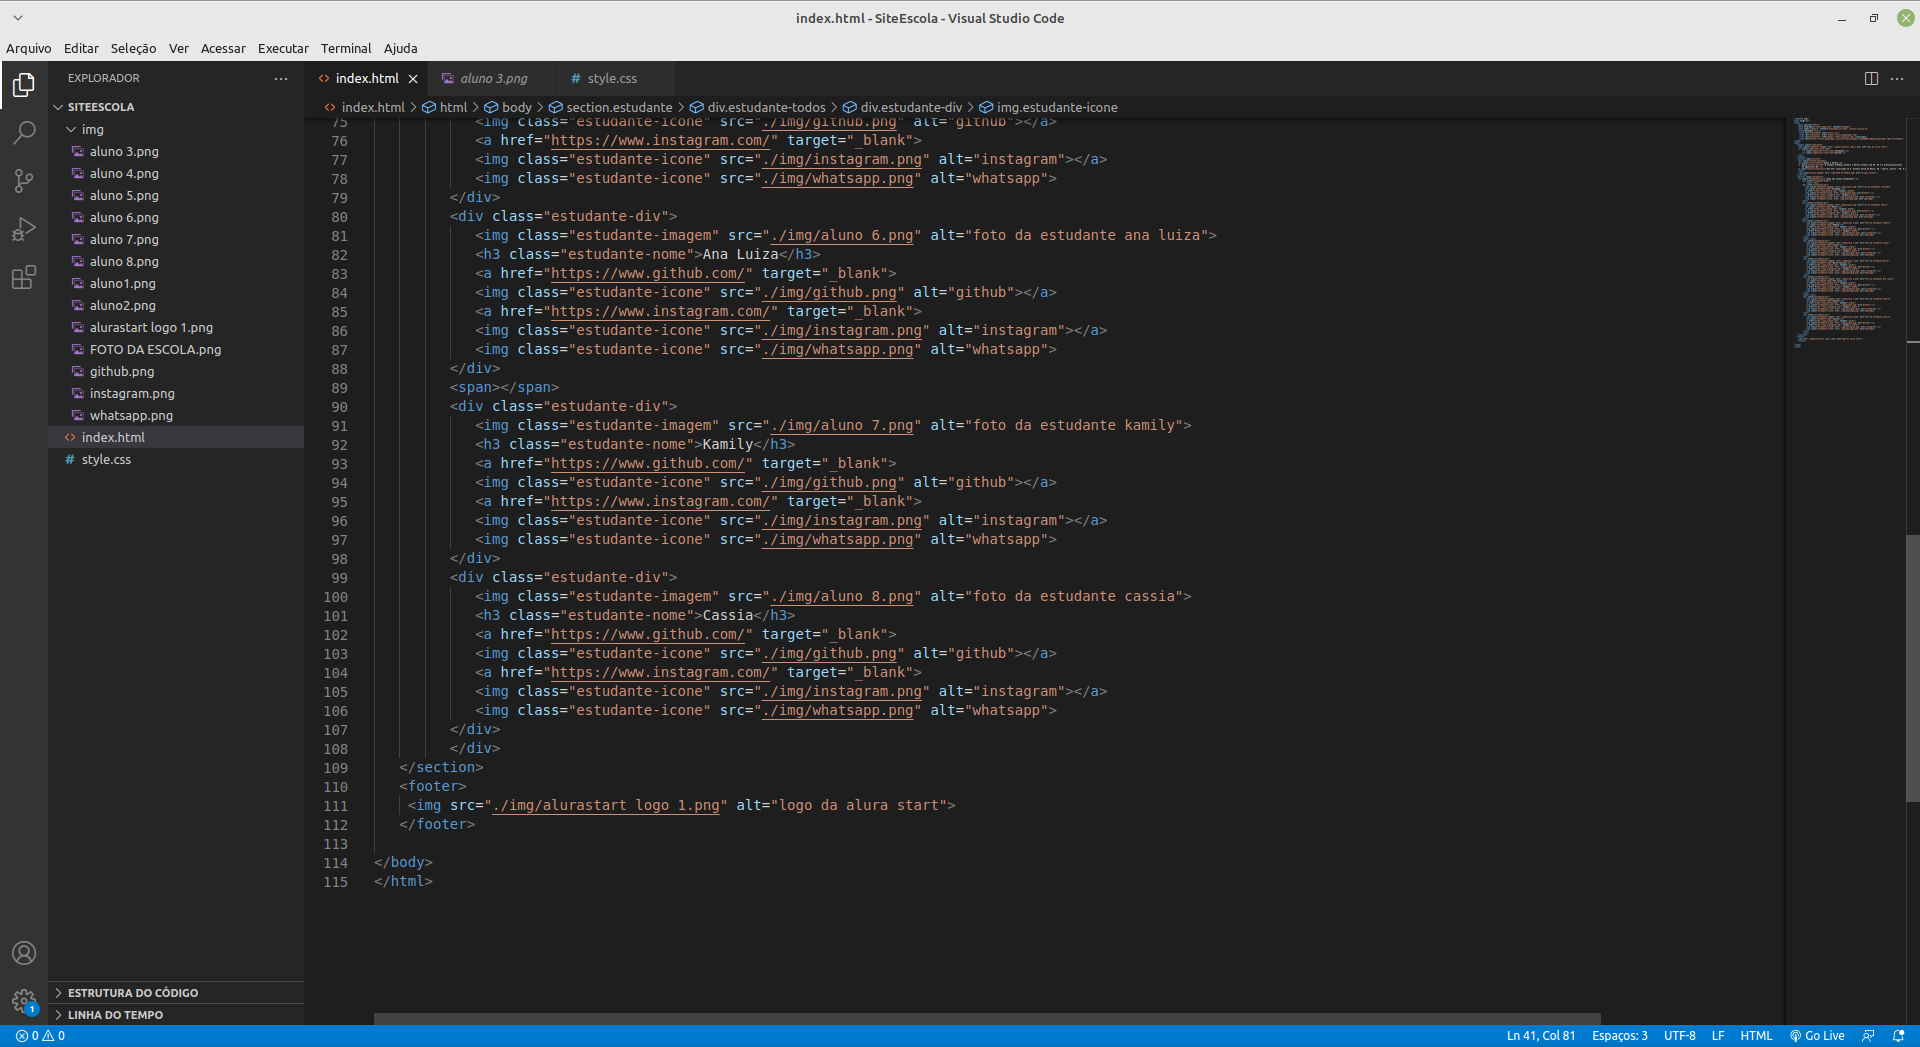 index.html - SiteEscola - Visual Studio Code
Arquivo Editar Seleção Ver Acessar Executar Terminal Ajuda
EXPLORADOR
SITEESCOLA
img
aluno 3.png
aluno 4.png
aluno 5.png
aluno 6.png
aluno 7.png
aluno 8.png
aluno1.png
aluno2.png
alurastart logo 1.png
FOTO DA ESCOLA.png
github.png
instagram.png
whatsapp.png
index.html
# style.css
ESTRUTURA DO CÓDIGO
LINHA DO TEMPO
1
index.html aluno 3.png # style.css
index.html > html > body > section.estudante > div.estudante-todos > div.estudante-div > img.estudante-icone
75 <img class="estudante-icone" src="./img/github.png" alt="github"></a>
76 <a href="https://www.instagram.com/" target="_blank">
77 <img class="estudante-icone" src="./img/instagram.png" alt="instagram"></a>
78 <img class="estudante-icone" src="./img/whatsapp.png" alt="whatsapp">
79 </div>
80 <div class="estudante-div">
81 <img class="estudante-imagem" src="./img/aluno 6.png" alt="foto da estudante ana luiza">
82 <h3 class="estudante-nome">Ana Luiza</h3>
83 <a href="https://www.github.com/" target="_blank">
84 <img class="estudante-icone" src="./img/github.png" alt="github"></a>
85 <a href="https://www.instagram.com/" target="_blank">
86 <img class="estudante-icone" src="./img/instagram.png" alt="instagram"></a>
87 <img class="estudante-icone" src="./img/whatsapp.png" alt="whatsapp">
88 </div>
89 <span></span>
90 <div class="estudante-div">
91 <img class="estudante-imagem" src="./img/aluno 7.png" alt="foto da estudante kamily">
92 <h3 class="estudante-nome">Kamily</h3>
93 <a href="https://www.github.com/" target="_blank">
94 <img class="estudante-icone" src="./img/github.png" alt="github"></a>
95 <a href="https://www.instagram.com/" target="_blank">
96 <img class="estudante-icone" src="./img/instagram.png" alt="instagram"></a>
97 <img class="estudante-icone" src="./img/whatsapp.png" alt="whatsapp">
98 </div>
99 <div class="estudante-div">
100 <img class="estudante-imagem" src="./img/aluno 8.png" alt="foto da estudante cassia">
101 <h3 class="estudante-nome">Cassia</h3>
102 <a href="https://www.github.com/" target="_blank">
103 <img class="estudante-icone" src="./img/github.png" alt="github"></a>
104 <a href="https://www.instagram.com/" target="_blank">
105 <img class="estudante-icone" src="./img/instagram.png" alt="instagram"></a>
106 <img class="estudante-icone" src="./img/whatsapp.png" alt="whatsapp">
107 </div>
108 </div>
109 </section>
110 <footer>
111 <img src="./img/alurastart logo 1.png" alt="logo da alura start">
112 </footer>
113
114 </body>
115 </html>
0 0 Ln 41, Col 81 Espaços: 3 UTF-8 LF HTML Go Live